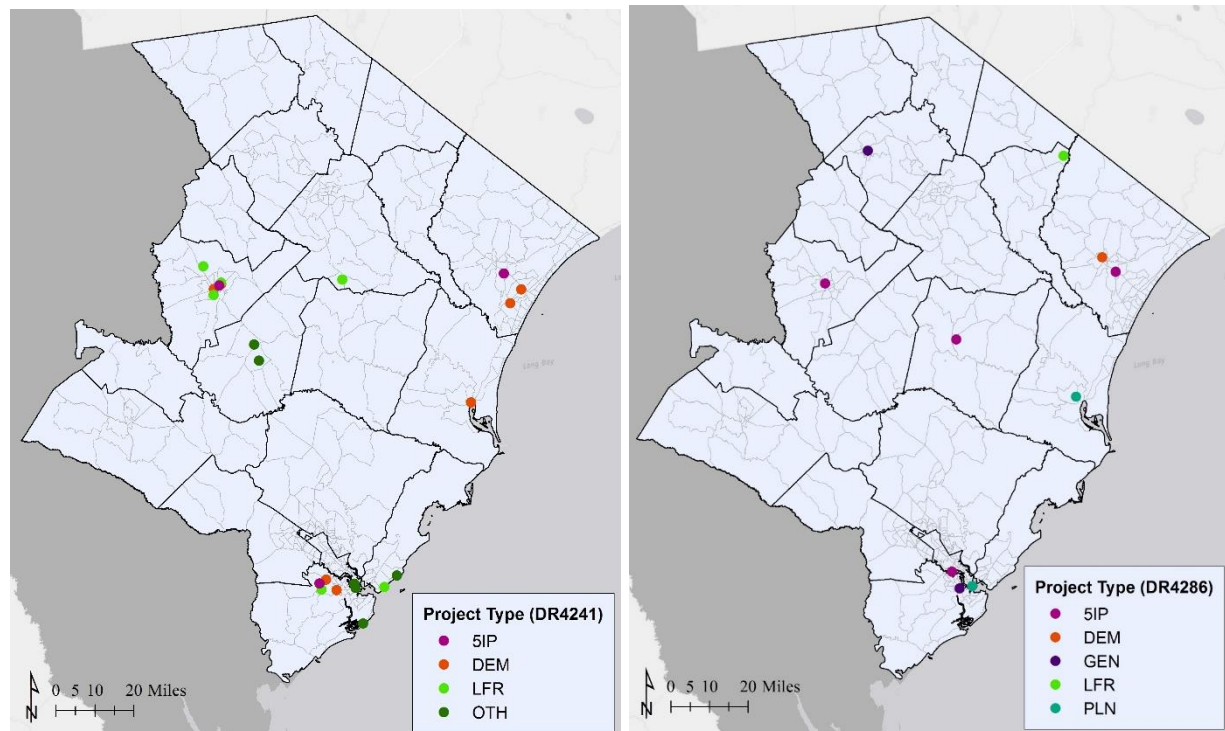 Long Bay
Project Type (DR4241)
5IP
DEM
LFR
OTH
N
0 5 10 20 Miles
Long Bay
Project Type (DR4286)
5IP
DEM
GEN
LFR
PLN
N
0 5 10 20 Miles